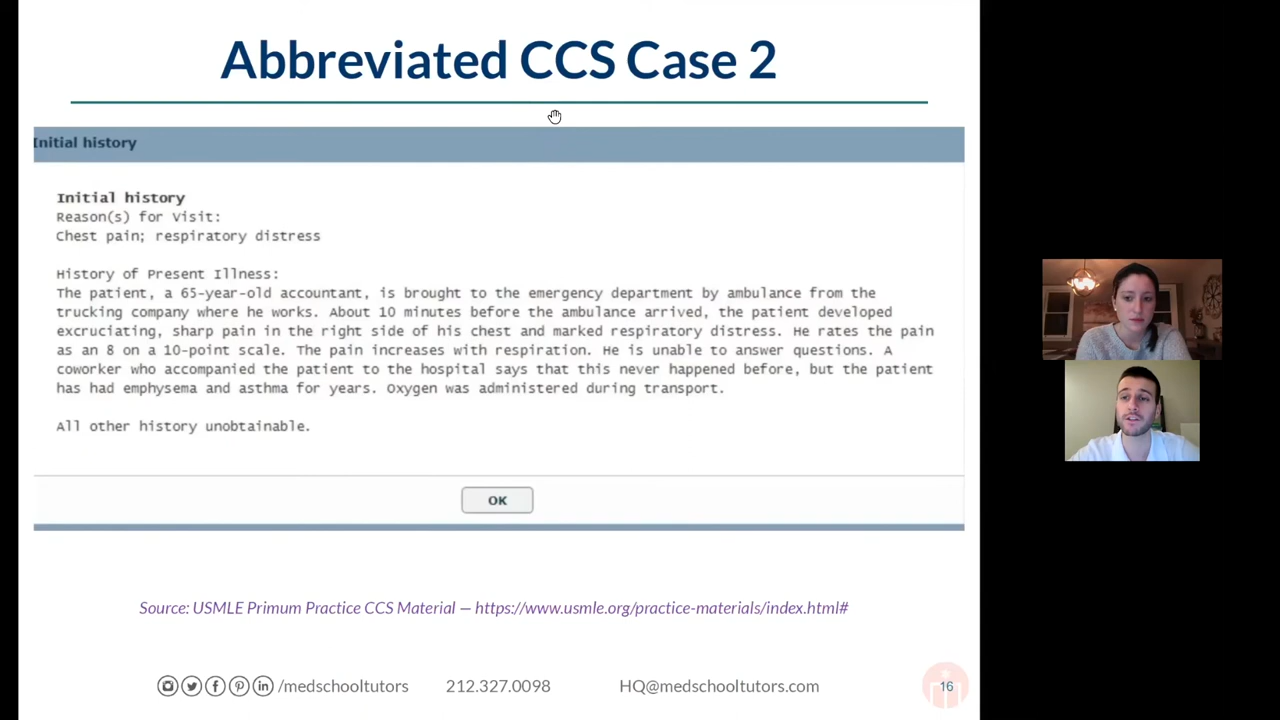 Abbreviated CCS Case 2
Initial history
Initial history
Reason(s) for Visit:
Chest pain; respiratory distress
History of Present Illness:
The patient, a 65-year-old accountant, is brought to the emergency department by ambulance from the
trucking company where he works. About 10 minutes before the ambulance arrived, the patient developed
excruciating, sharp pain in the right side of his chest and marked respiratory distress. He rates the pain
as an 8 on a 10-point scale. The pain increases with respiration. He is unable to answer questions. A
coworker who accompanied the patient to the hospital says that this never happened before, but the patient
has had emphysema and asthma for years. Oxygen was administered during transport.
All other history unobtainable.
OK
Source: USMLE Primum Practice CCS Material — https://www.usmle.org/practice-materials/index.html#
/medschooltutors 212.327.0098 HQ@medschooltutors.com 16